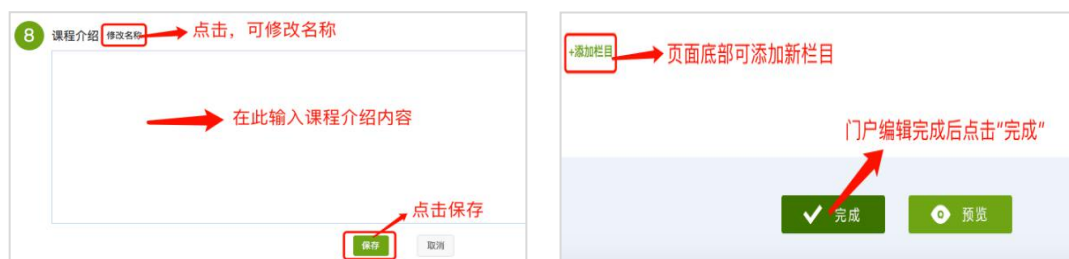 8 课程介绍 修改名称 点击，可修改名称
在此输入课程介绍内容
点击保存
保存 取消
+添加栏目 页面底部可添加新栏目
门户编辑完成后点击“完成“
完成 预览